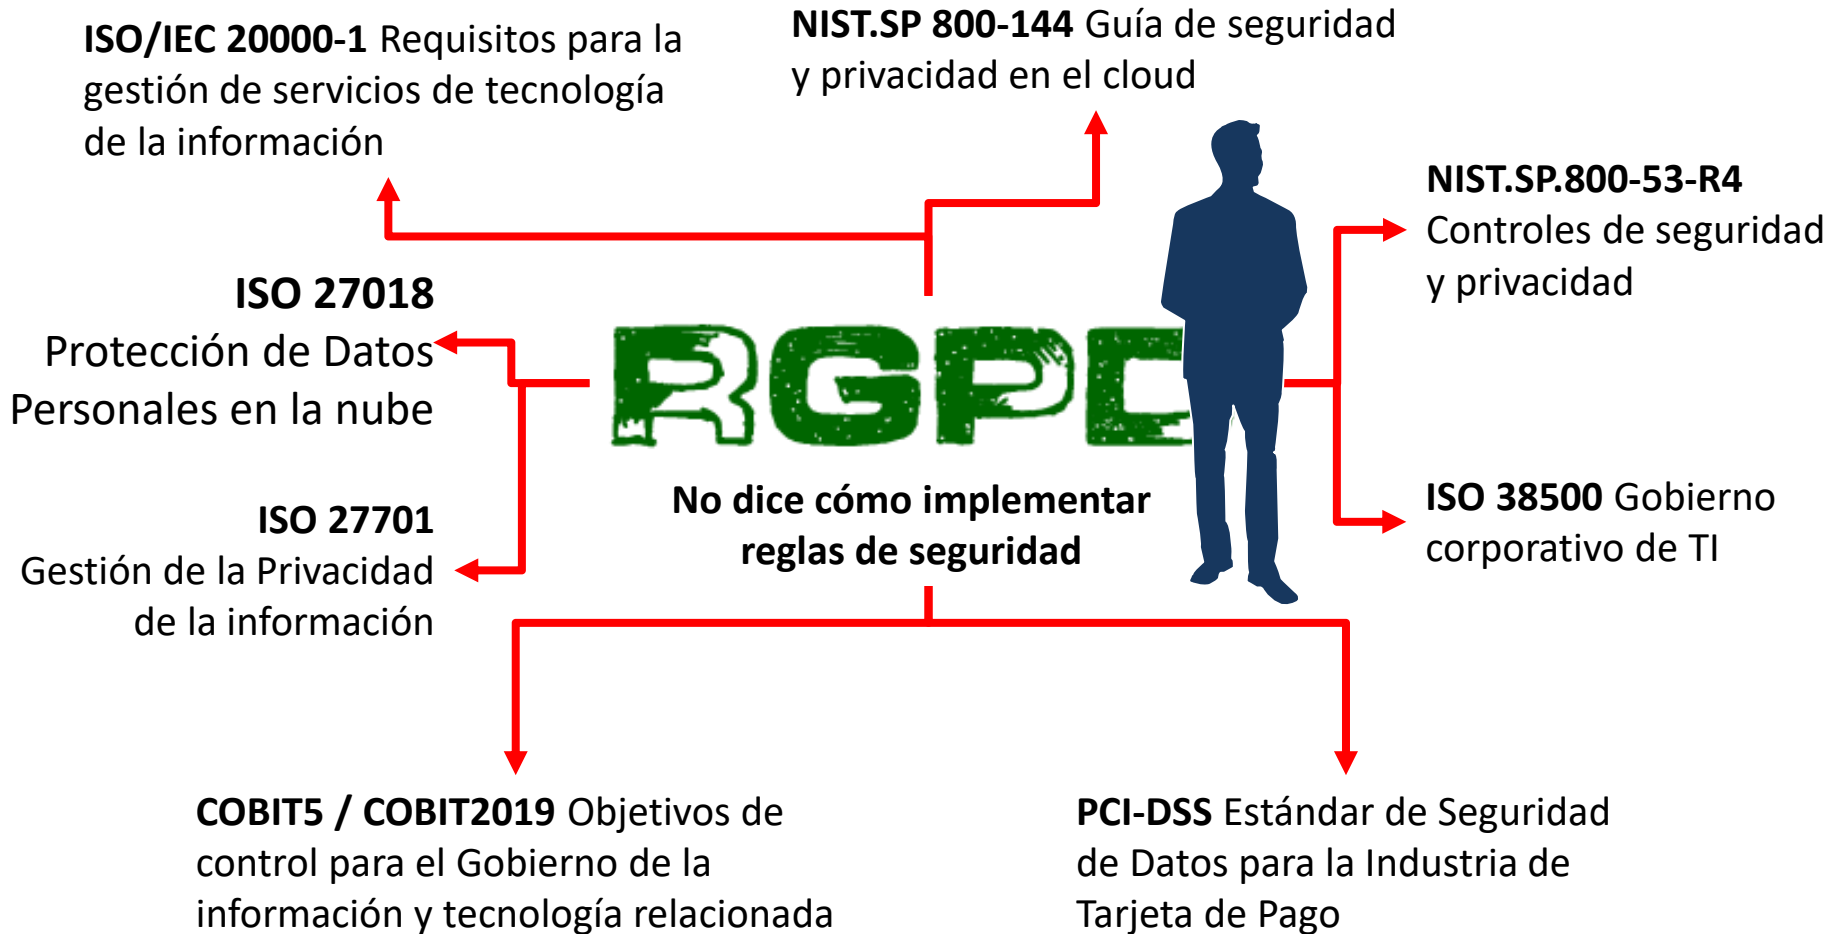 ISO/IEC 20000-1 Requisitos para la
gestión de servicios de tecnología
de la información
NIST.SP 800-144 Guía de seguridad
y privacidad en el cloud
NIST.SP.800-53-R4
Controles de seguridad
y privacidad
ISO 27018
Protección de Datos
Personales en la nube
RGPD
No dice cómo implementar
reglas de seguridad
ISO 27701
Gestión de la Privacidad
de la información
ISO 38500 Gobierno
corporativo de TI
COBIT5 / COBIT2019 Objetivos de
control para el Gobierno de la
información y tecnología relacionada
PCI-DSS Estándar de Seguridad
de Datos para la Industria de
Tarjeta de Pago